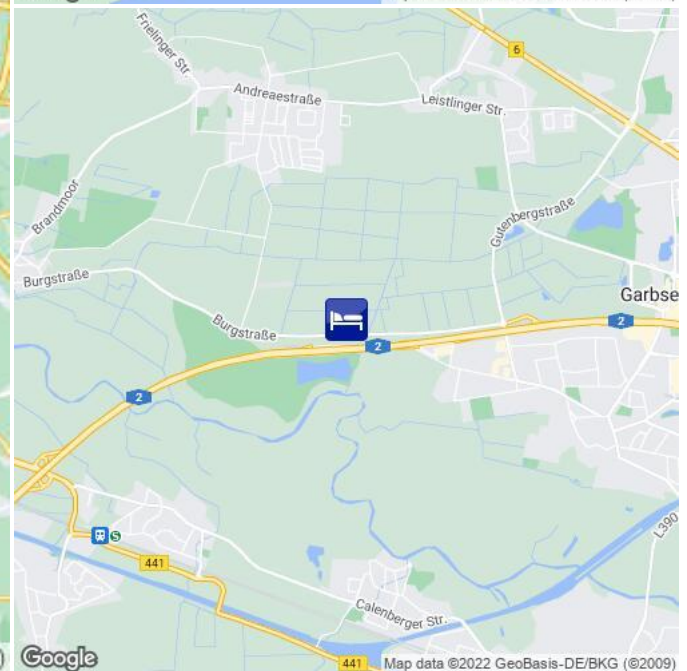 Frielinger Str.
6
Andreaestraße
Leistlinger Str.
Brandmoor
Gutenbergstraße
Burgstraße
Garbse
2
Burgstraße
2
2
L390
S
441
Calenberger Str.
Google
441
Map data ©2022 GeoBasis-DE/BKG (©2009)